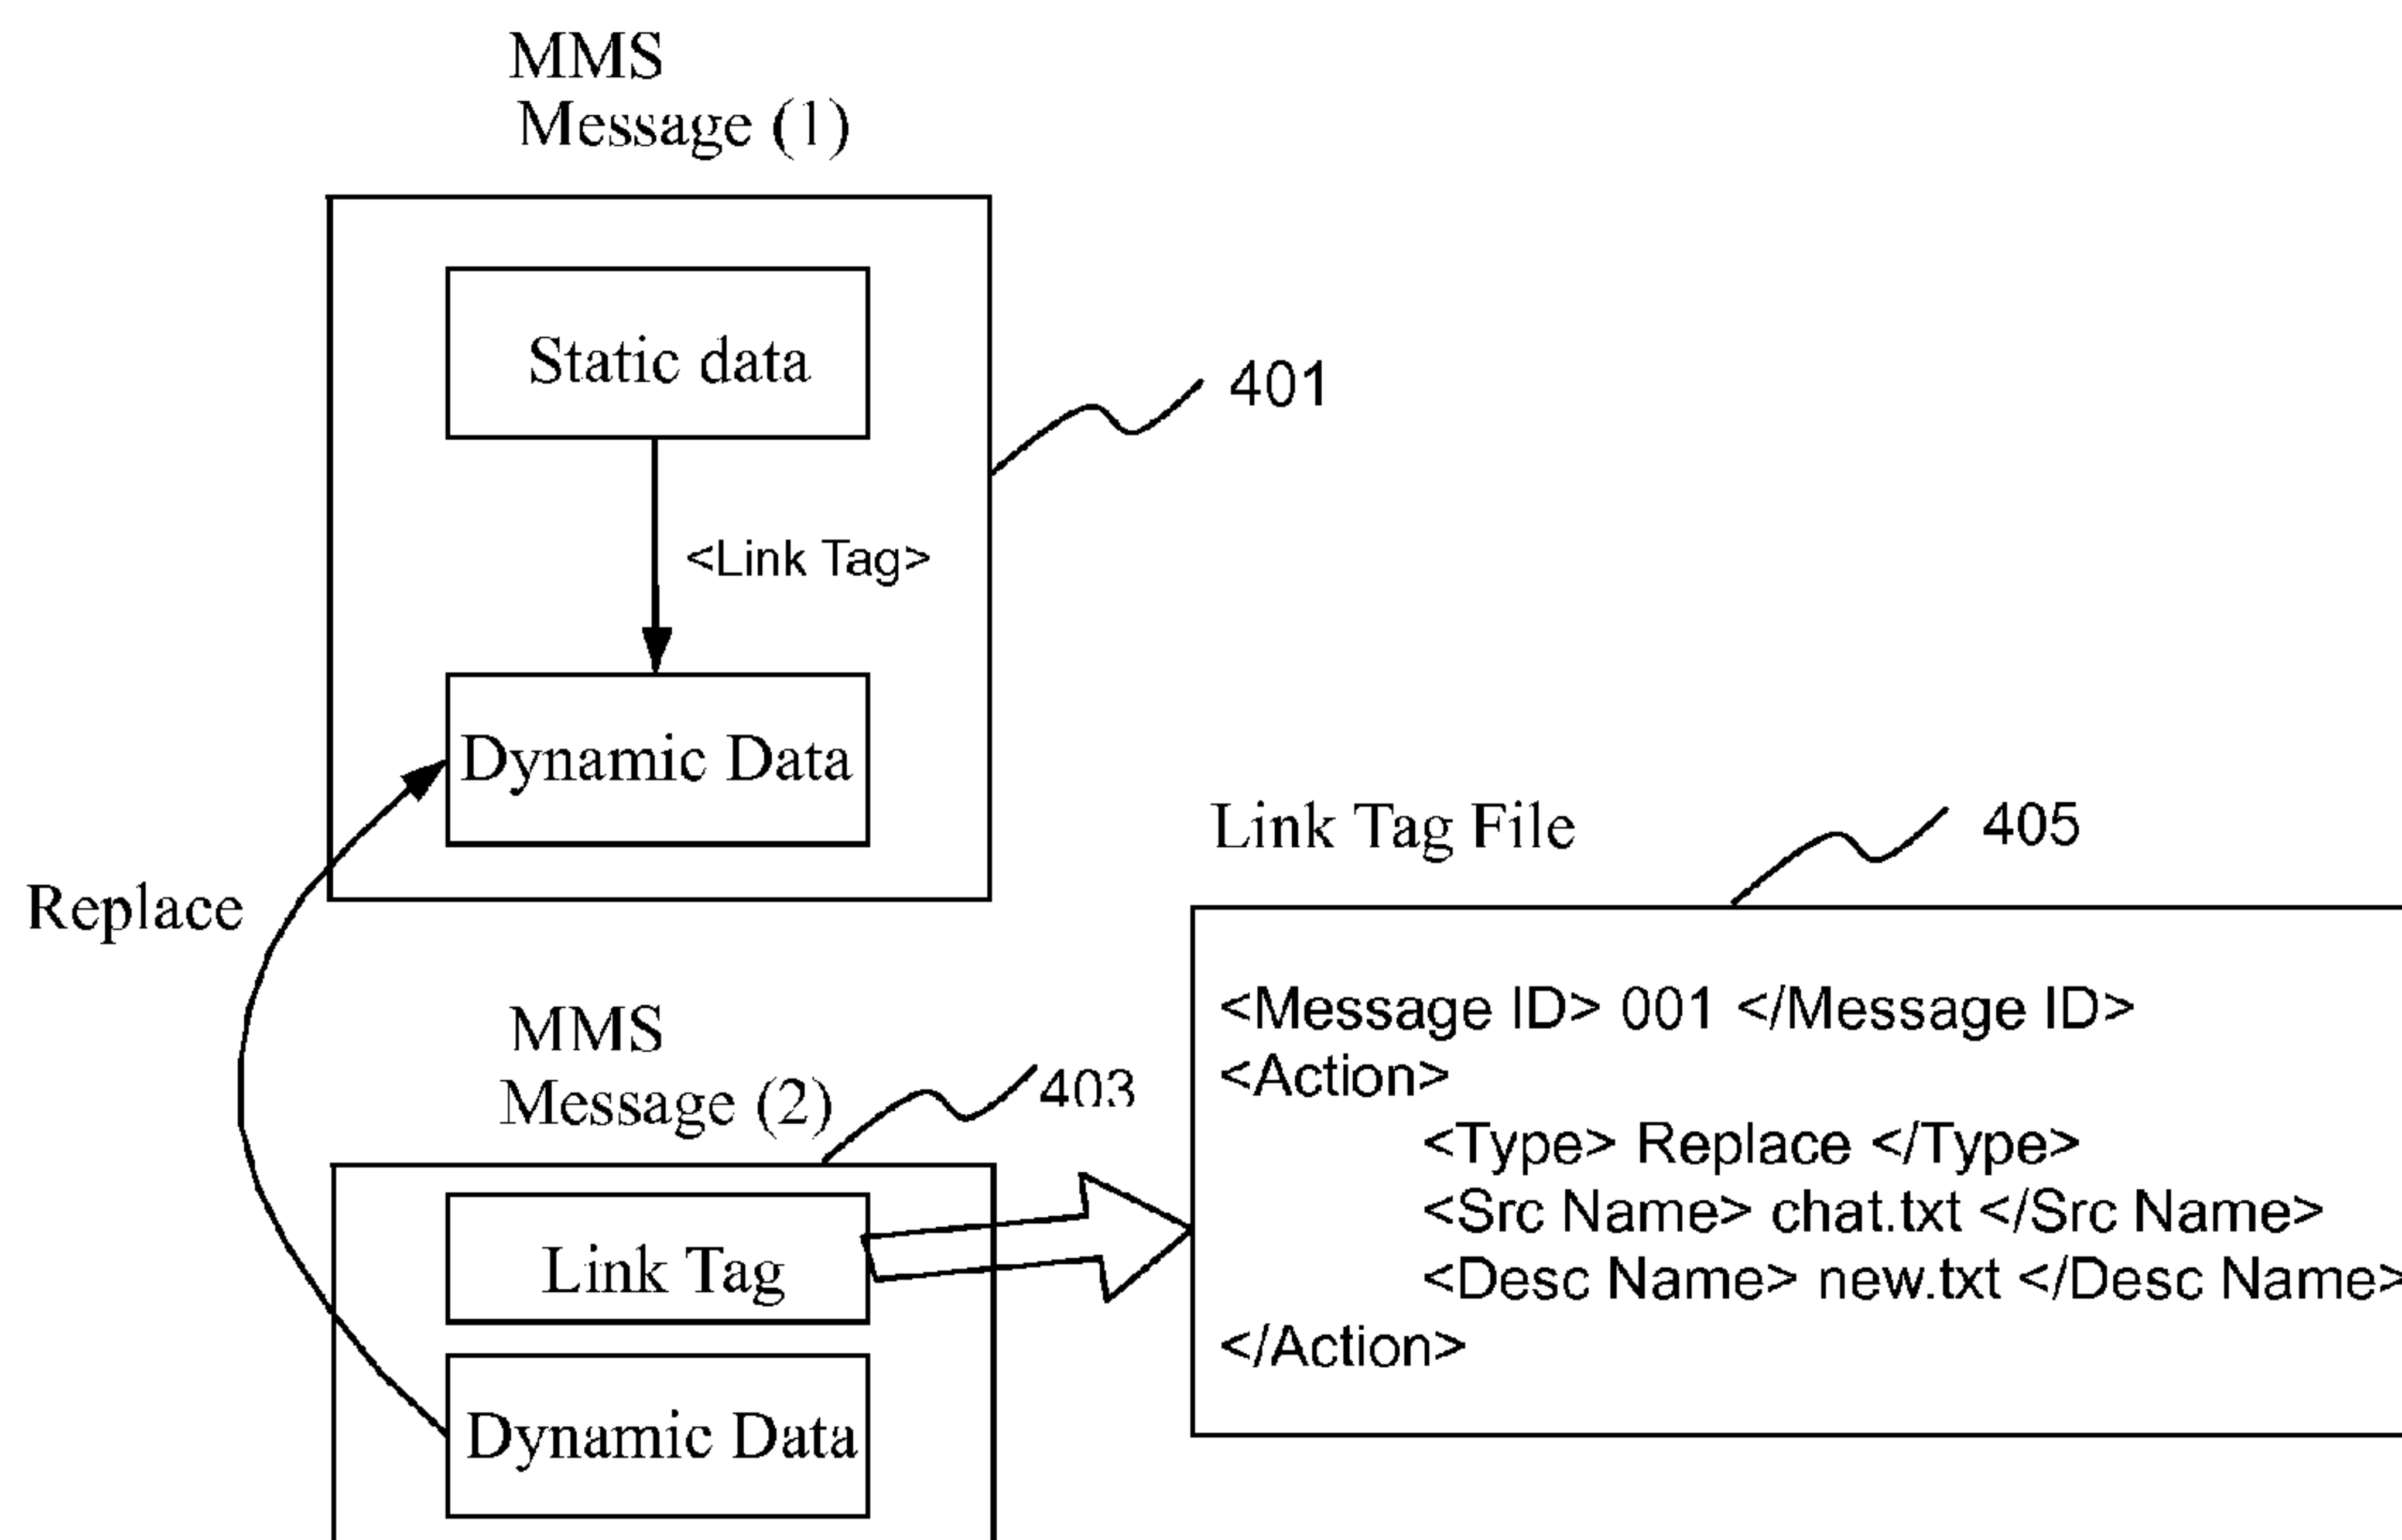 MMS
Message (1)
Static data
401
<Link Tag>
Dynamic Data
Replace
Link Tag File
405
<Message ID> 001 </Message ID>
<Action>
<Type> Replace </Type>
<Src Name> chat.txt </Src Name>
<Desc Name> new.txt </Desc Name>
</Action>
MMS
Message (2)
403
Link Tag
Dynamic Data